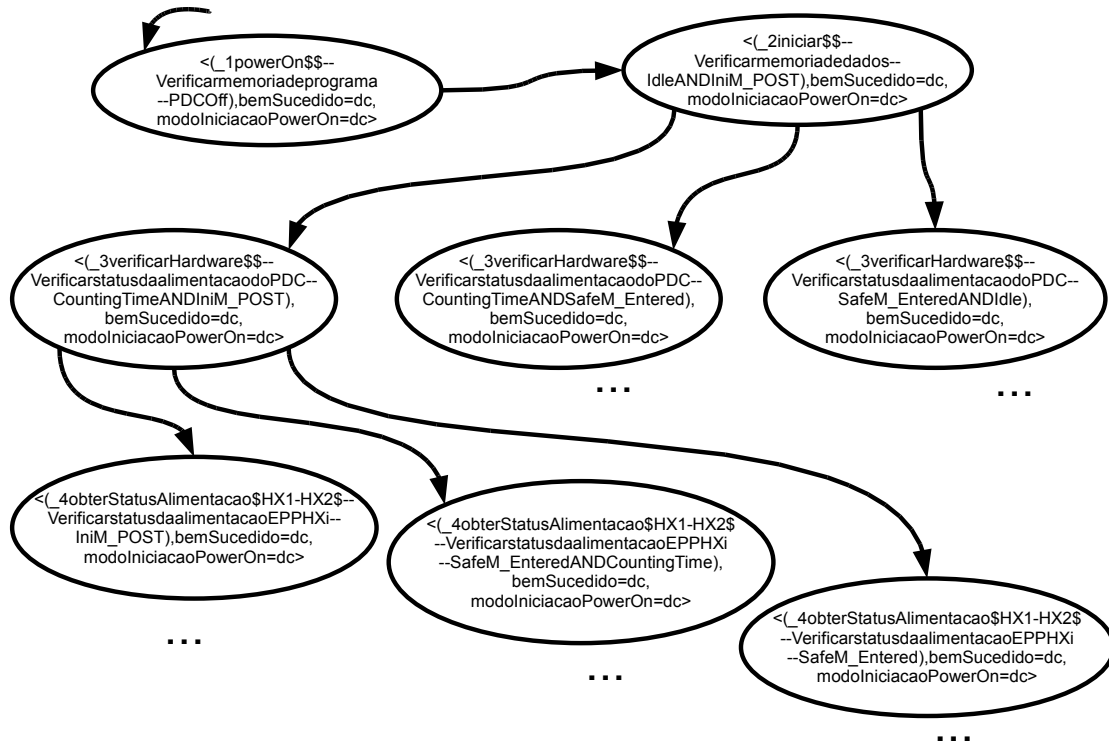 <(_1powerOn$$--
Verificarmemoriadeprograma
--PDCOff),bemSucedido=dc,
modoIniciacaoPowerOn=dc>
<(_2iniciar$$--
Verificarmemoriadedados--
IdleANDIniM_POST),bemSucedido=dc,
modoIniciacaoPowerOn=dc>
<(_3verificarHardware$$--
VerificarstatusdaalimentacaodoPDC--
CountingTimeANDIniM_POST),
bemSucedido=dc,
modoIniciacaoPowerOn=dc>
<(_3verificarHardware$$--
VerificarstatusdaalimentacaodoPDC--
CountingTimeANDSafeM_Entered),
bemSucedido=dc,
modoIniciacaoPowerOn=dc>
...
<(_3verificarHardware$$--
VerificarstatusdaalimentacaodoPDC--
SafeM_EnteredANDIdle),
bemSucedido=dc,
modoIniciacaoPowerOn=dc>
...
<(_4obterStatusAlimentacao$HX1-HX2$--
VerificarstatusdaalimentacaoEPPHXi--
IniM_POST),bemSucedido=dc,
modoIniciacaoPowerOn=dc>
...
<(_4obterStatusAlimentacao$HX1-HX2$
--VerificarstatusdaalimentacaoEPPHXi
--SafeM_EnteredANDCountingTime),
bemSucedido=dc,
modoIniciacaoPowerOn=dc>
...
<(_4obterStatusAlimentacao$HX1-HX2$
--VerificarstatusdaalimentacaoEPPHXi
--SafeM_Entered),bemSucedido=dc,
modoIniciacaoPowerOn=dc>
...